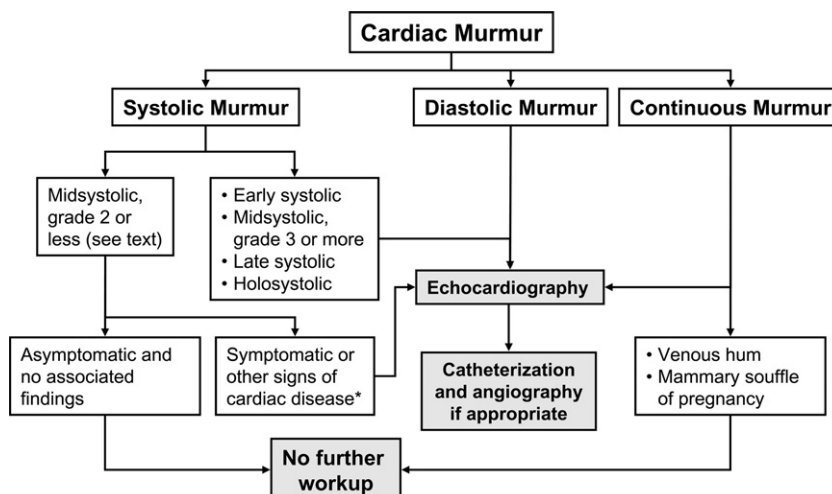 Cardiac Murmur
Systolic Murmur
Diastolic Murmur
Continuous Murmur
Midsystolic,
grade 2 or
less (see text)
• Early systolic
• Midsystolic,
grade 3 or more
• Late systolic
• Holosystolic
Echocardiography
Asymptomatic and
no associated
findings
Symptomatic or
other signs of
cardiac disease*
Catheterization
and angiography
if appropriate
• Venous hum
• Mammary souffle
of pregnancy
No further
workup